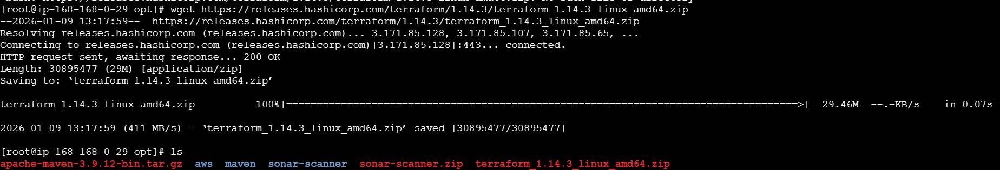 [root@ip-168-168-0-29 opt]# wget https://releases.hashicorp.com/terraform/1.14.3/terraform_1.14.3_linux_amd64.zip
--2026-01-09 13:17:59--  https://releases.hashicorp.com/terraform/1.14.3/terraform_1.14.3_linux_amd64.zip
Resolving releases.hashicorp.com (releases.hashicorp.com)... 3.171.85.128, 3.171.85.107, 3.171.85.65, ...
Connecting to releases.hashicorp.com (releases.hashicorp.com)|3.171.85.128|:443... connected.
HTTP request sent, awaiting response... 200 OK
Length: 30895477 (29M) [application/zip]
Saving to: ‘terraform_1.14.3_linux_amd64.zip’
terraform_1.14.3_linux_amd64.zip 100%[====================================================================================>] 29.46M --.-KB/s in 0.07s
2026-01-09 13:17:59 (411 MB/s) - ‘terraform_1.14.3_linux_amd64.zip’ saved [30895477/30895477]
[root@ip-168-168-0-29 opt]# ls
apache-maven-3.9.12-bin.tar.gz  aws  maven  sonar-scanner  sonar-scanner.zip  terraform_1.14.3_linux_amd64.zip